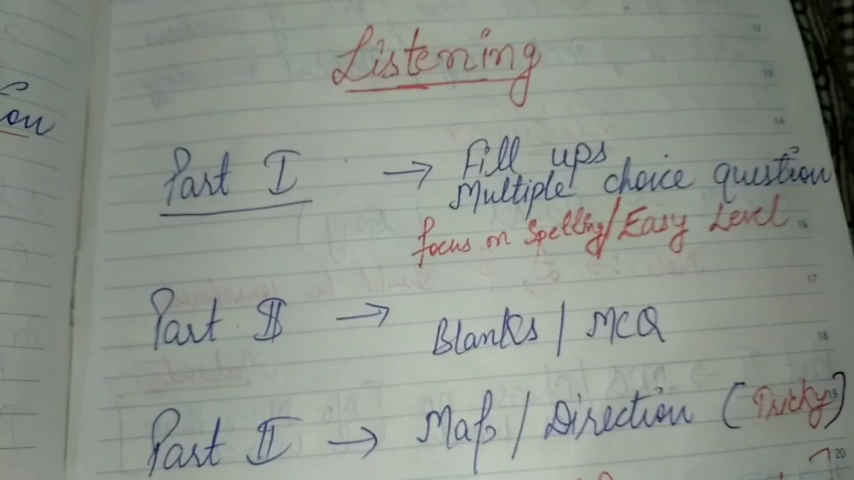 Listening
Part I → Fill ups
Multiple choice question
focus on Spelling/Easy Level
Part II → Blanks / MCQ
Part II → Map / Direction (Tricky)